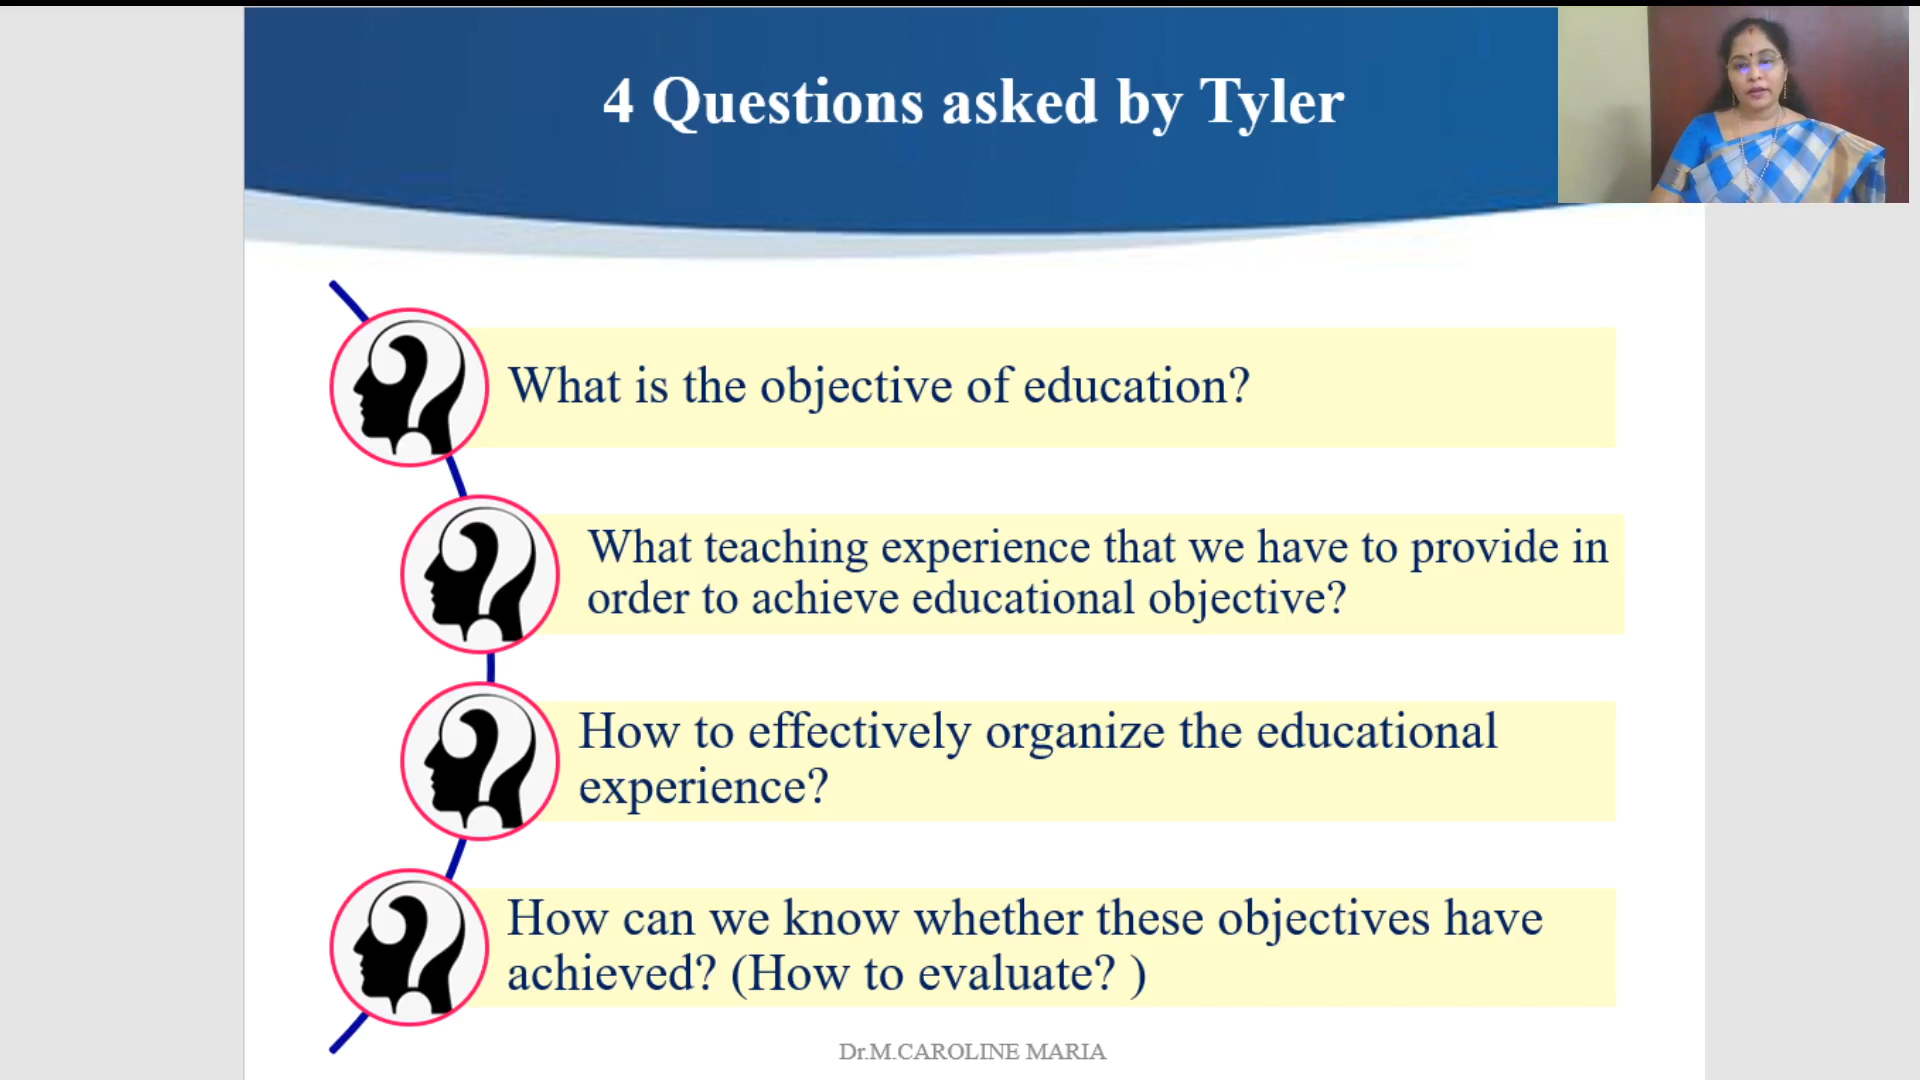 4 Questions asked by Tyler
What is the objective of education?
What teaching experience that we have to provide in
order to achieve educational objective?
How to effectively organize the educational
experience?
How can we know whether these objectives have
achieved? (How to evaluate? )
Dr.M.CAROLINE MARIA